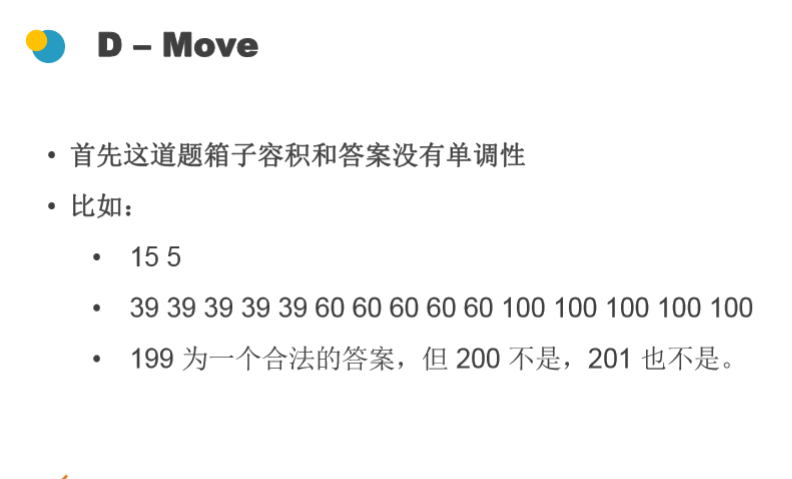 D – Move
• 首先这道题箱子容积和答案没有单调性
• 比如：
• 15 5
• 39 39 39 39 39 60 60 60 60 60 100 100 100 100 100
• 199 为一个合法的答案，但 200 不是，201 也不是。